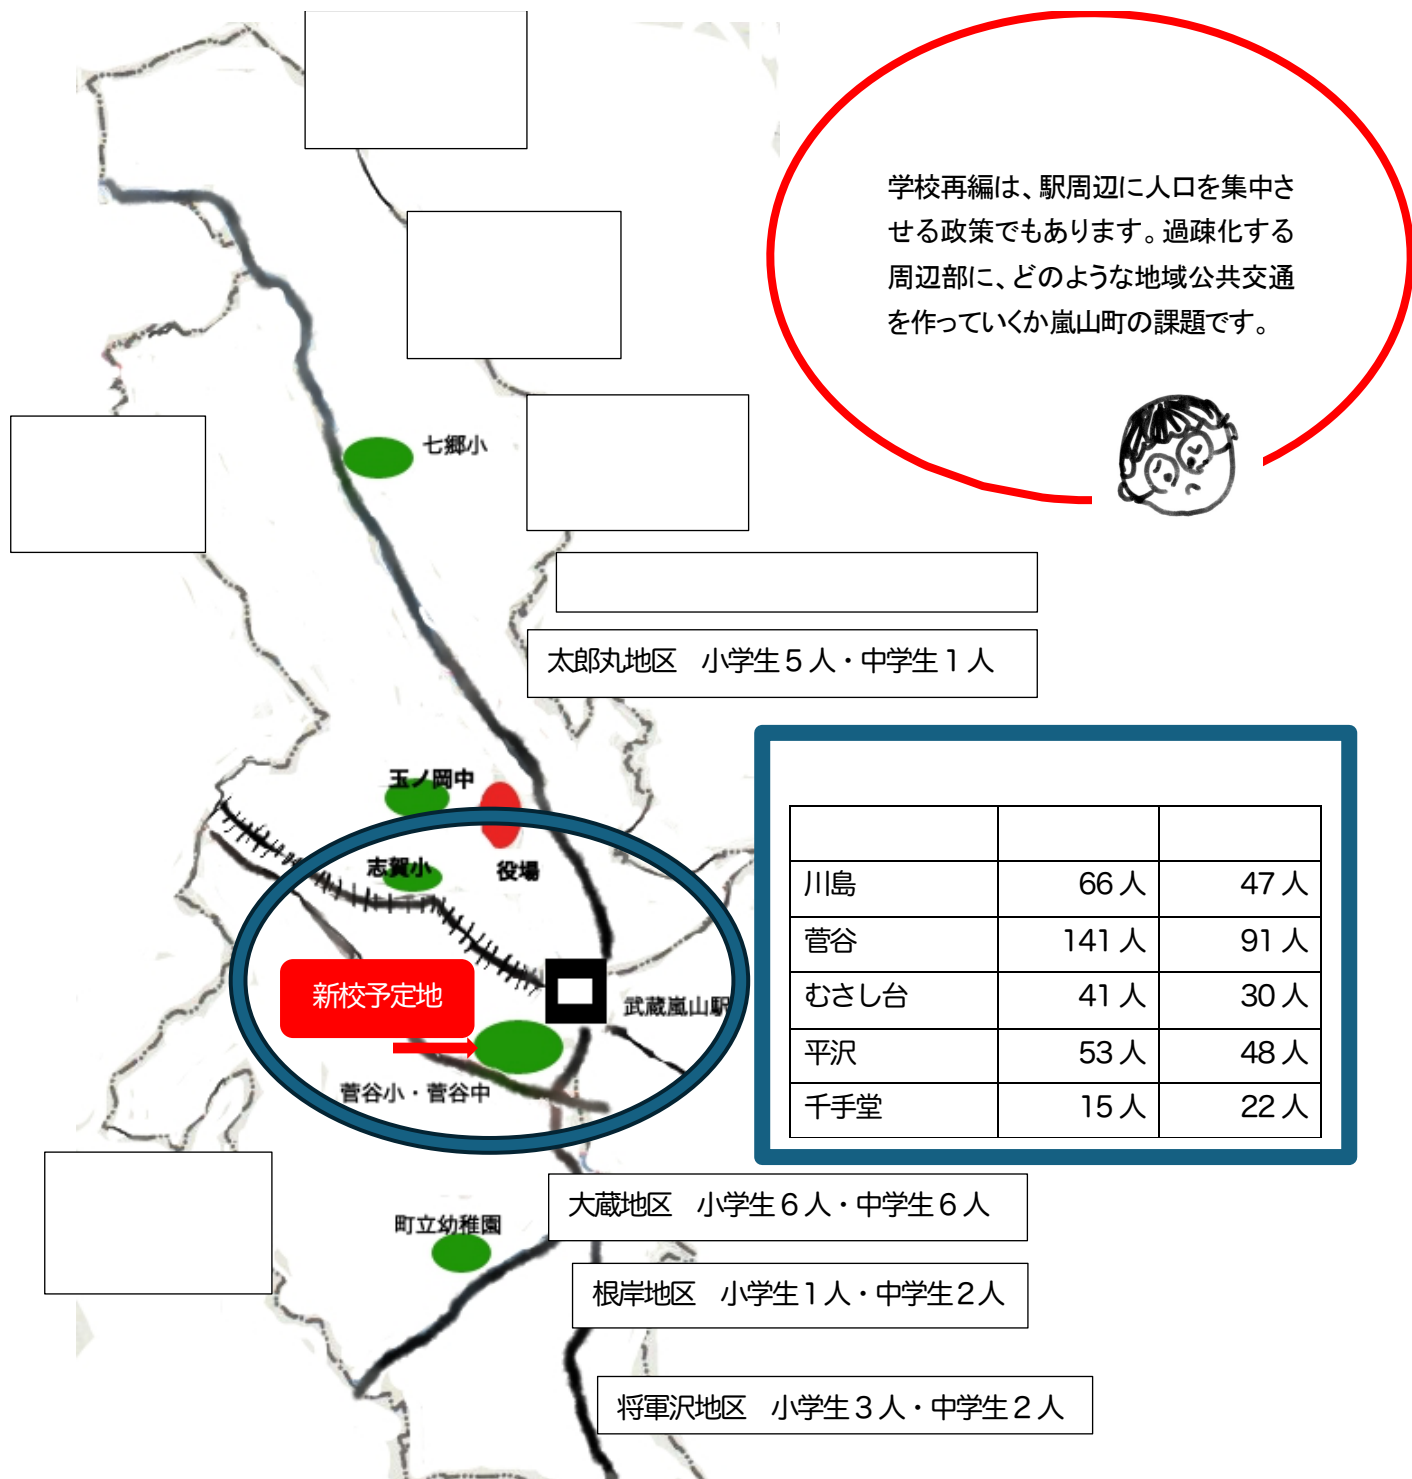 学校再編は、駅周辺に人口を集中さ
せる政策でもあります。過疎化する
周辺部に、どのような地域公共交通
を作っていくか嵐山町の課題です。
七郷小
太郎丸地区　小学生5人・中学生1人
玉ノ岡中
志賀小
役場
新校予定地
武蔵嵐山駅
菅谷小・菅谷中
川島 66人 47人
菅谷 141人 91人
むさし台 41人 30人
平沢 53人 48人
千手堂 15人 22人
大蔵地区　小学生6人・中学生6人
町立幼稚園
根岸地区　小学生1人・中学生2人
将軍沢地区　小学生3人・中学生2人